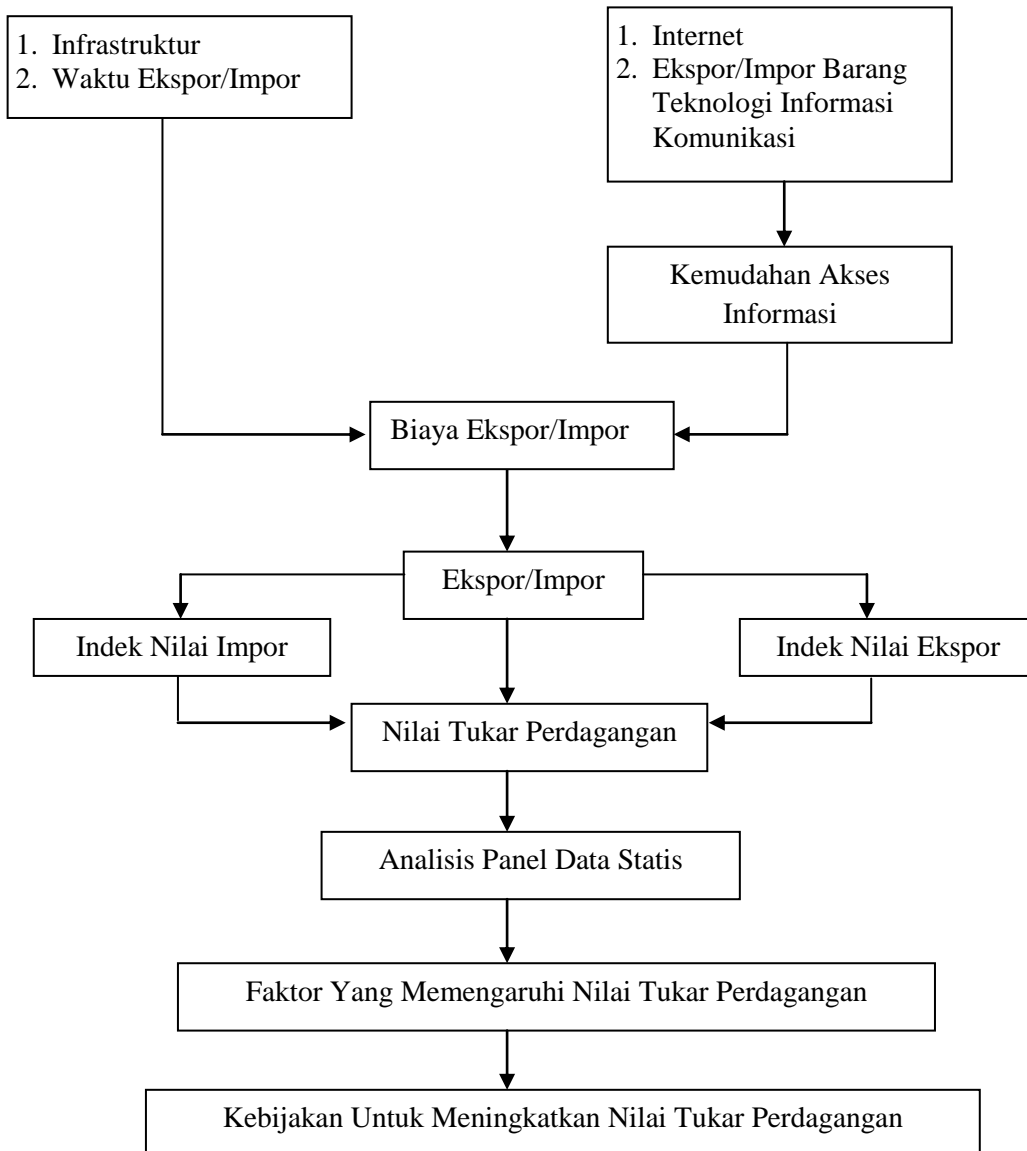 1. Infrastruktur
2. Waktu Ekspor/Impor
1. Internet
2. Ekspor/Impor Barang
Teknologi Informasi
Komunikasi
Kemudahan Akses
Informasi
Biaya Ekspor/Impor
Ekspor/Impor
Indek Nilai Impor
Indek Nilai Ekspor
Nilai Tukar Perdagangan
Analisis Panel Data Statis
Faktor Yang Memengaruhi Nilai Tukar Perdagangan
Kebijakan Untuk Meningkatkan Nilai Tukar Perdagangan